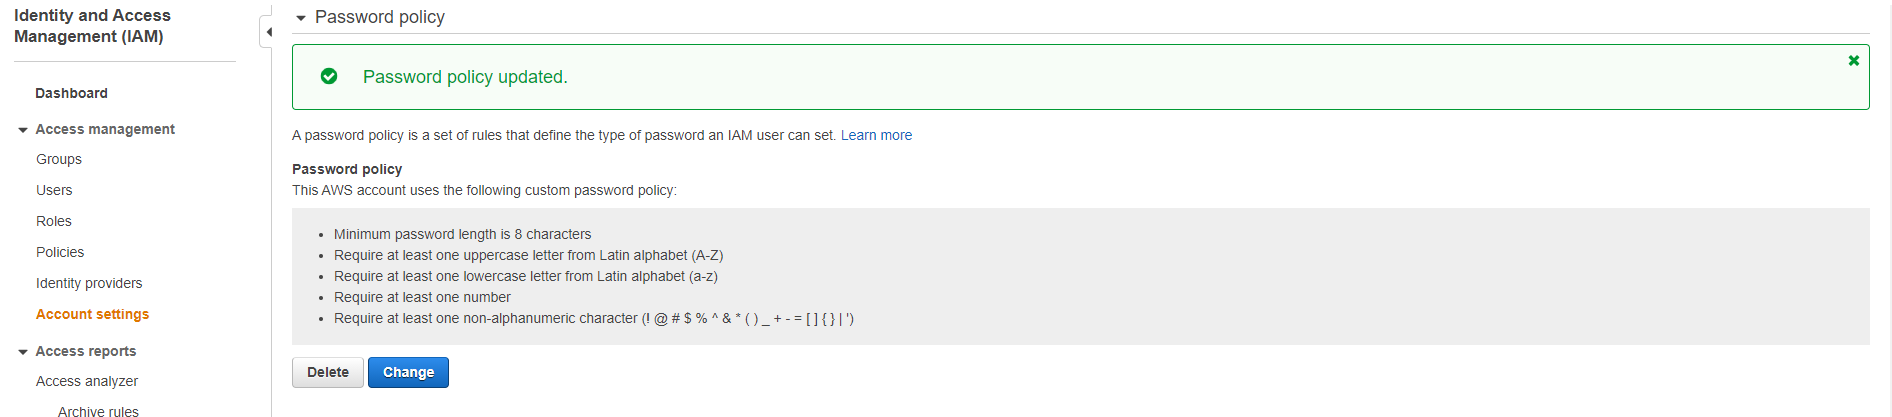 Identity and Access
Management (IAM)
Dashboard
Access management
Groups
Users
Roles
Policies
Identity providers
Account settings
Access reports
Access analyzer
Archive rules
Password policy
Password policy updated.
A password policy is a set of rules that define the type of password an IAM user can set. Learn more
Password policy
This AWS account uses the following custom password policy:
• Minimum password length is 8 characters
• Require at least one uppercase letter from Latin alphabet (A-Z)
• Require at least one lowercase letter from Latin alphabet (a-z)
• Require at least one number
• Require at least one non-alphanumeric character (! @ # $ % ^ & * ( ) _ + - = [ ] { } | ')
Delete Change